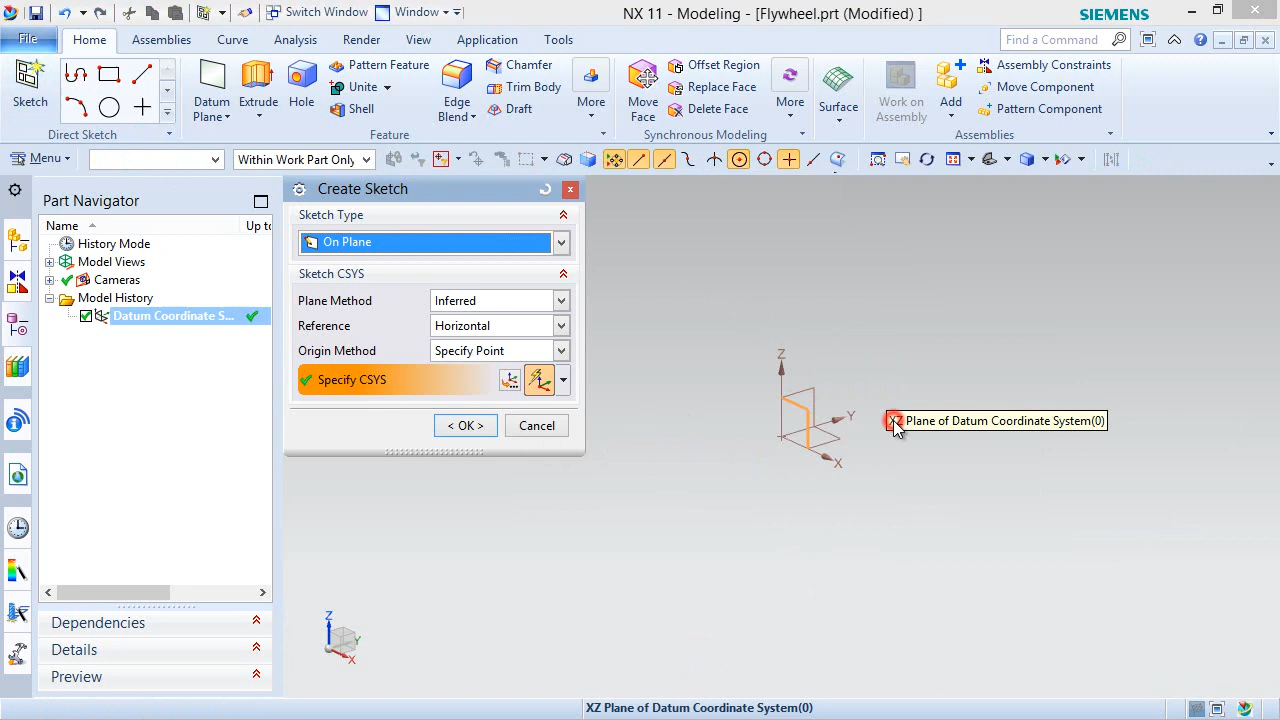 Switch Window Window NX 11 - Modeling - [Flywheel.prt (Modified) ] SIEMENS
File Home Assemblies Curve Analysis Render View Application Tools Find a Command
Sketch Datum Plane Extrude Hole Pattern Feature Unite Shell Edge Blend Chamfer Trim Body Draft More Move Face Offset Region Replace Face Delete Face More Surface Work on Assembly Add Assembly Constraints Move Component Pattern Component
Direct Sketch Feature Synchronous Modeling Assemblies
Menu Within Work Part Only
Part Navigator
Name Up to
History Mode
Model Views
Cameras
Model History
Datum Coordinate S...
Dependencies
Details
Preview
Create Sketch
Sketch Type
On Plane
Sketch CSYS
Plane Method Inferred
Reference Horizontal
Origin Method Specify Point
Specify CSYS
< OK > Cancel
Z
Y
X
XZ Plane of Datum Coordinate System(0)
Z
Y
X
XZ Plane of Datum Coordinate System(0)